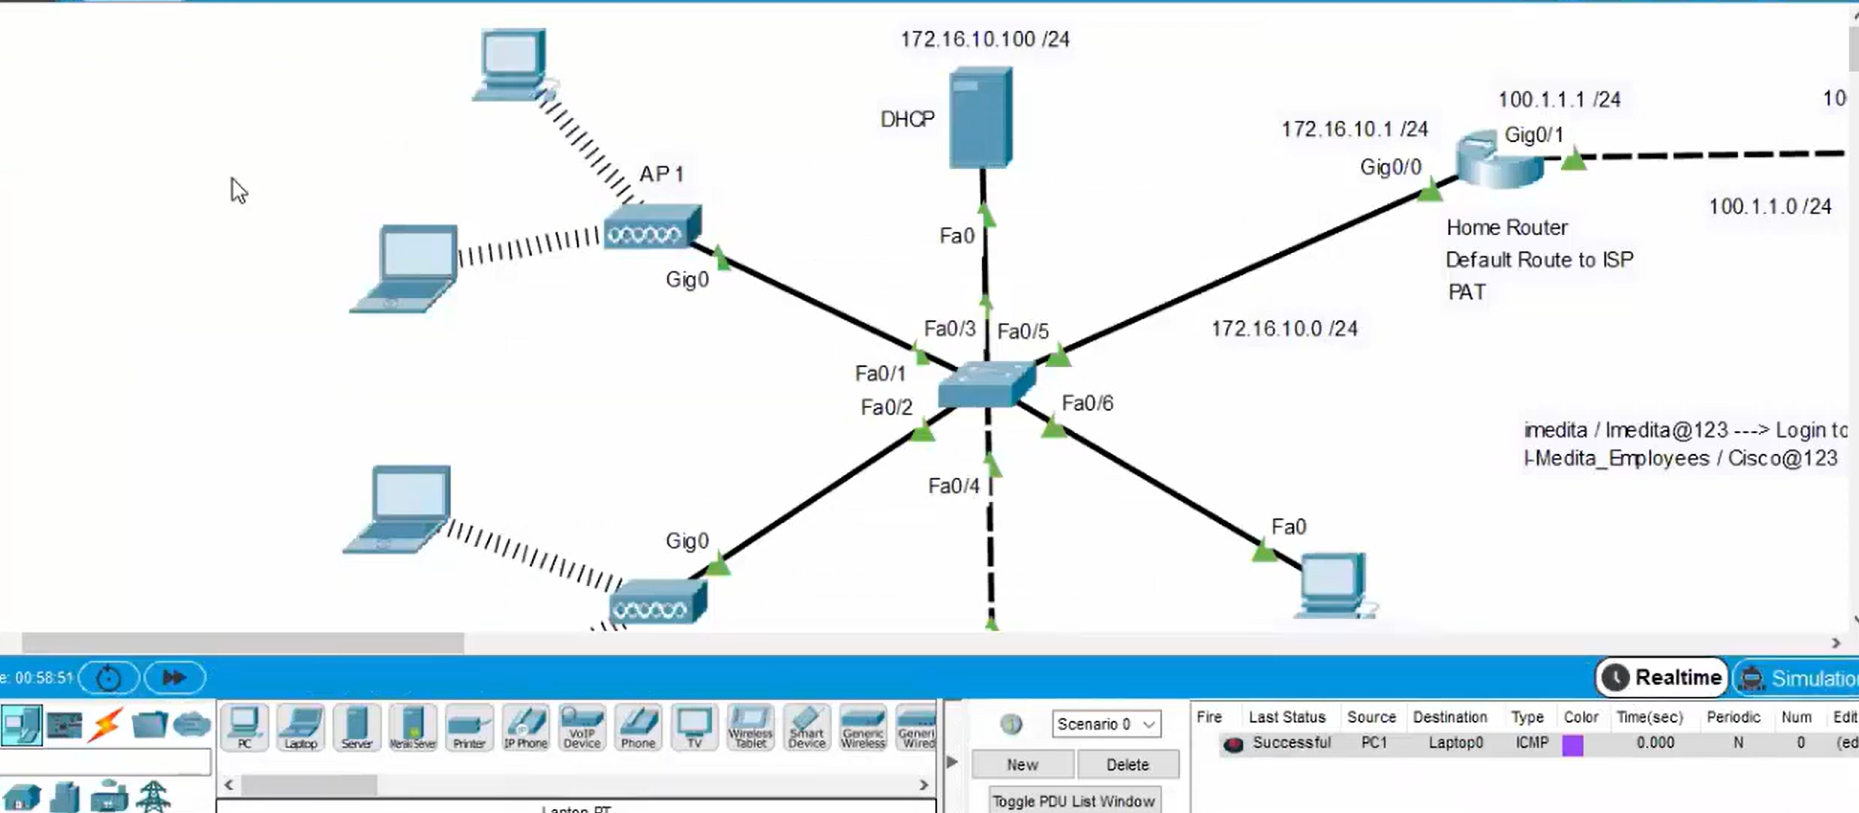 172.16.10.100 /24
DHCP
100.1.1.1 /24
10
172.16.10.1 /24
Gig0/1
Gig0/0
AP 1
100.1.1.0 /24
Home Router
Fa0
Default Route to ISP
Gig0
PAT
Fa0/3
Fa0/5
172.16.10.0 /24
Fa0/1
Fa0/2
Fa0/6
imedita / Imedita@123 ---> Login to
I-Medita_Employees / Cisco@123
Fa0/4
Fa0
Gig0
e: 00:58:51
Realtime
Simulatio
PC
Laptop
Server
Meraki Server
Printer
IP Phone
VoIP Device
Phone
TV
Wireless Tablet
Smart Device
Generic Wireless
Generi Wired
Scenario 0
New
Delete
Toggle PDU List Window
Fire Last Status Source Destination Type Color Time(sec) Periodic Num Edit
Successful PC1 Laptop0 ICMP 0.000 N 0 (ed
Laptop-PT